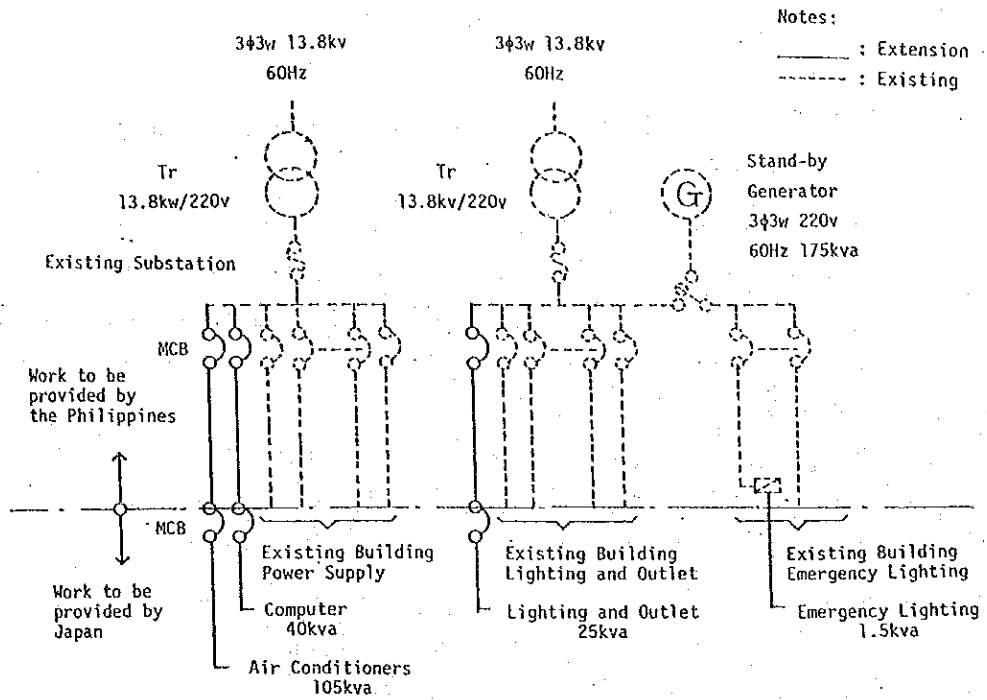 Notes:
: Extension
: Existing
3ϕ3w 13.8kv
60Hz
3ϕ3w 13.8kv
60Hz
Tr
13.8kw/220v
Tr
13.8kv/220v
G
Stand-by
Generator
3ϕ3w 220v
60Hz 175kva
Existing Substation
MCB
Work to be
provided by
the Philippines
MCB
Work to be
provided by
Japan
Existing Building
Power Supply
Computer
40kva
Air Conditioners
105kva
Existing Building
Lighting and Outlet
Lighting and Outlet
25kva
Existing Building
Emergency Lighting
Emergency Lighting
1.5kva